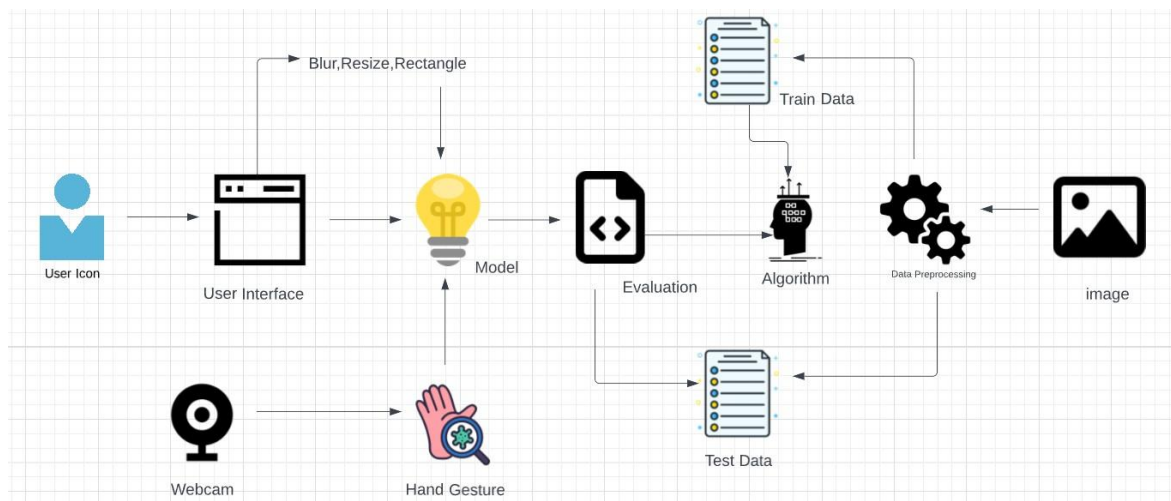 Blur,Resize,Rectangle
Train Data
User Icon
User Interface
Model
Evaluation
Algorithm
Data Preprocessing
image
Webcam
Hand Gesture
Test Data